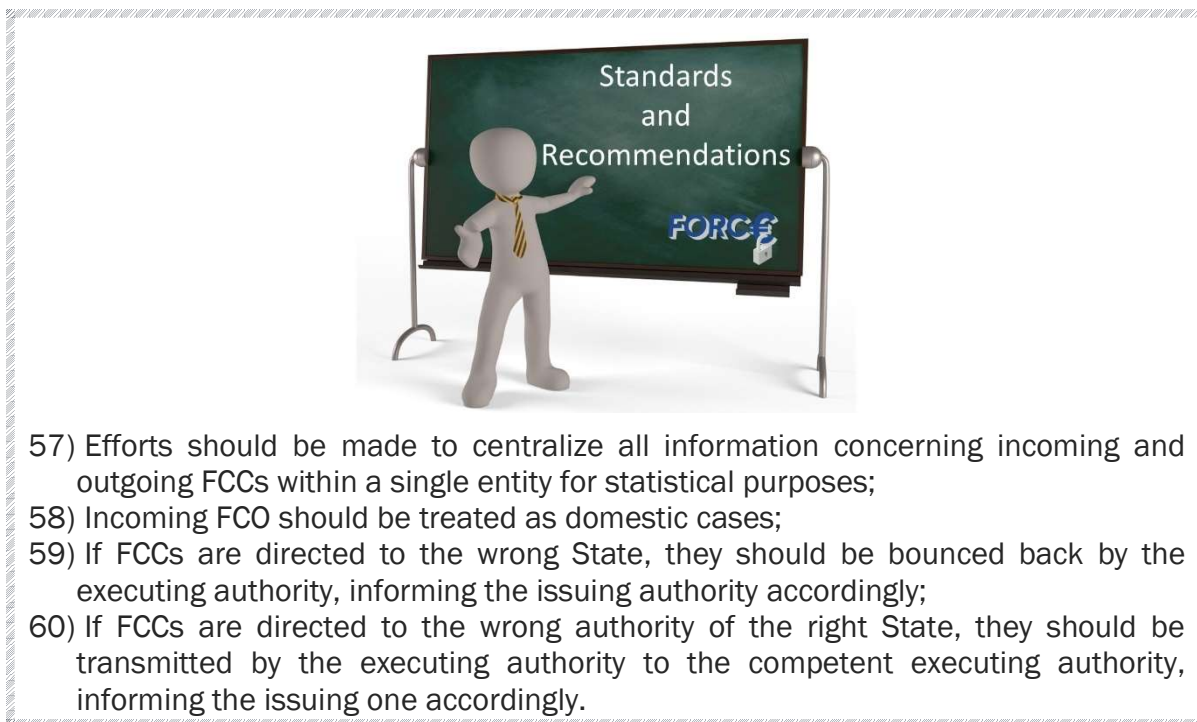 Standards
and
Recommendations
FORC€
57) Efforts should be made to centralize all information concerning incoming and
outgoing FCCs within a single entity for statistical purposes;
58) Incoming FCO should be treated as domestic cases;
59) If FCCs are directed to the wrong State, they should be bounced back by the
executing authority, informing the issuing authority accordingly;
60) If FCCs are directed to the wrong authority of the right State, they should be
transmitted by the executing authority to the competent executing authority,
informing the issuing one accordingly.